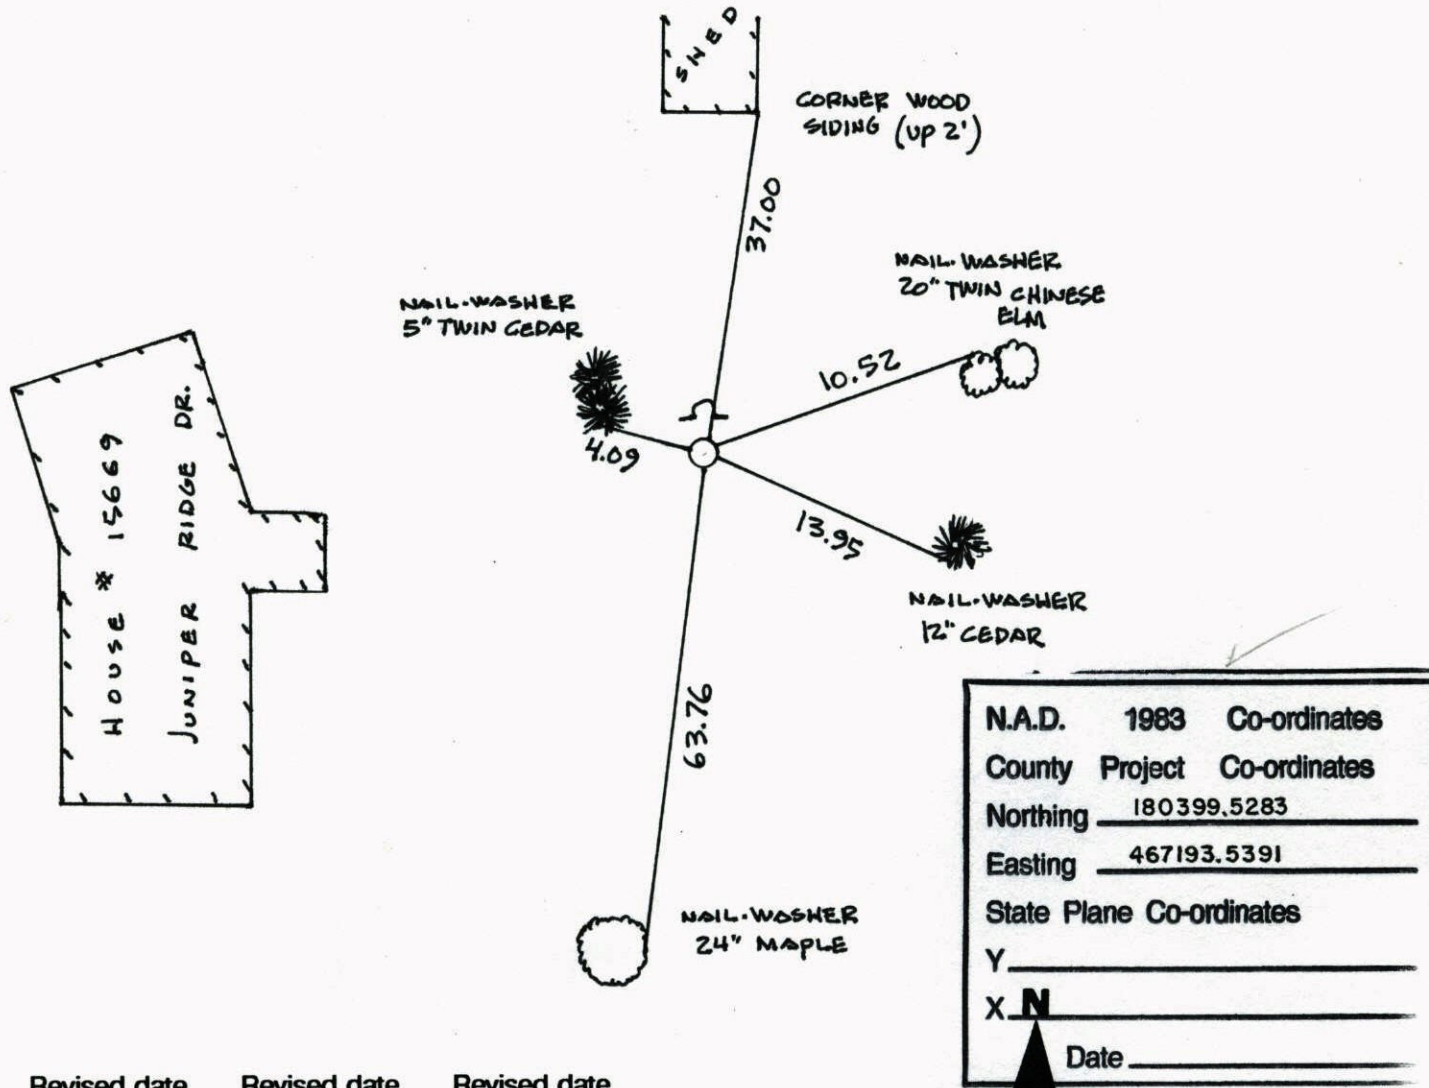 SHED
CORNER WOOD
SIDING (UP 2')
37.00
NAIL·WASHER
20" TWIN CHINESE
ELM
NAIL·WASHER
5" TWIN CEDAR
10.52
4.09
13.95
HOUSE # 15669
JUNIPER RIDGE DR.
NAIL·WASHER
12" CEDAR
63.76
N.A.D. 1983 Co-ordinates
County Project Co-ordinates
Northing 180399.5283
Easting 467193.5391
State Plane Co-ordinates
Y
X N
Date
NAIL·WASHER
24" MAPLE
Revised date Revised date Revised date